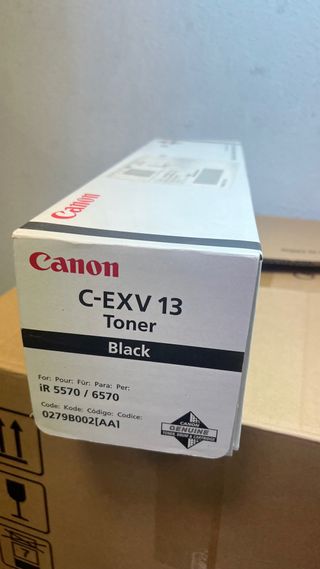 Canon
Canon
C-EXV 13
Toner
Black
For: Pour: Für: Para: Per:
iR 5570 / 6570
Code: Kode: Código: Codice:
0279B002[AA]
CANON
GENUINE
7